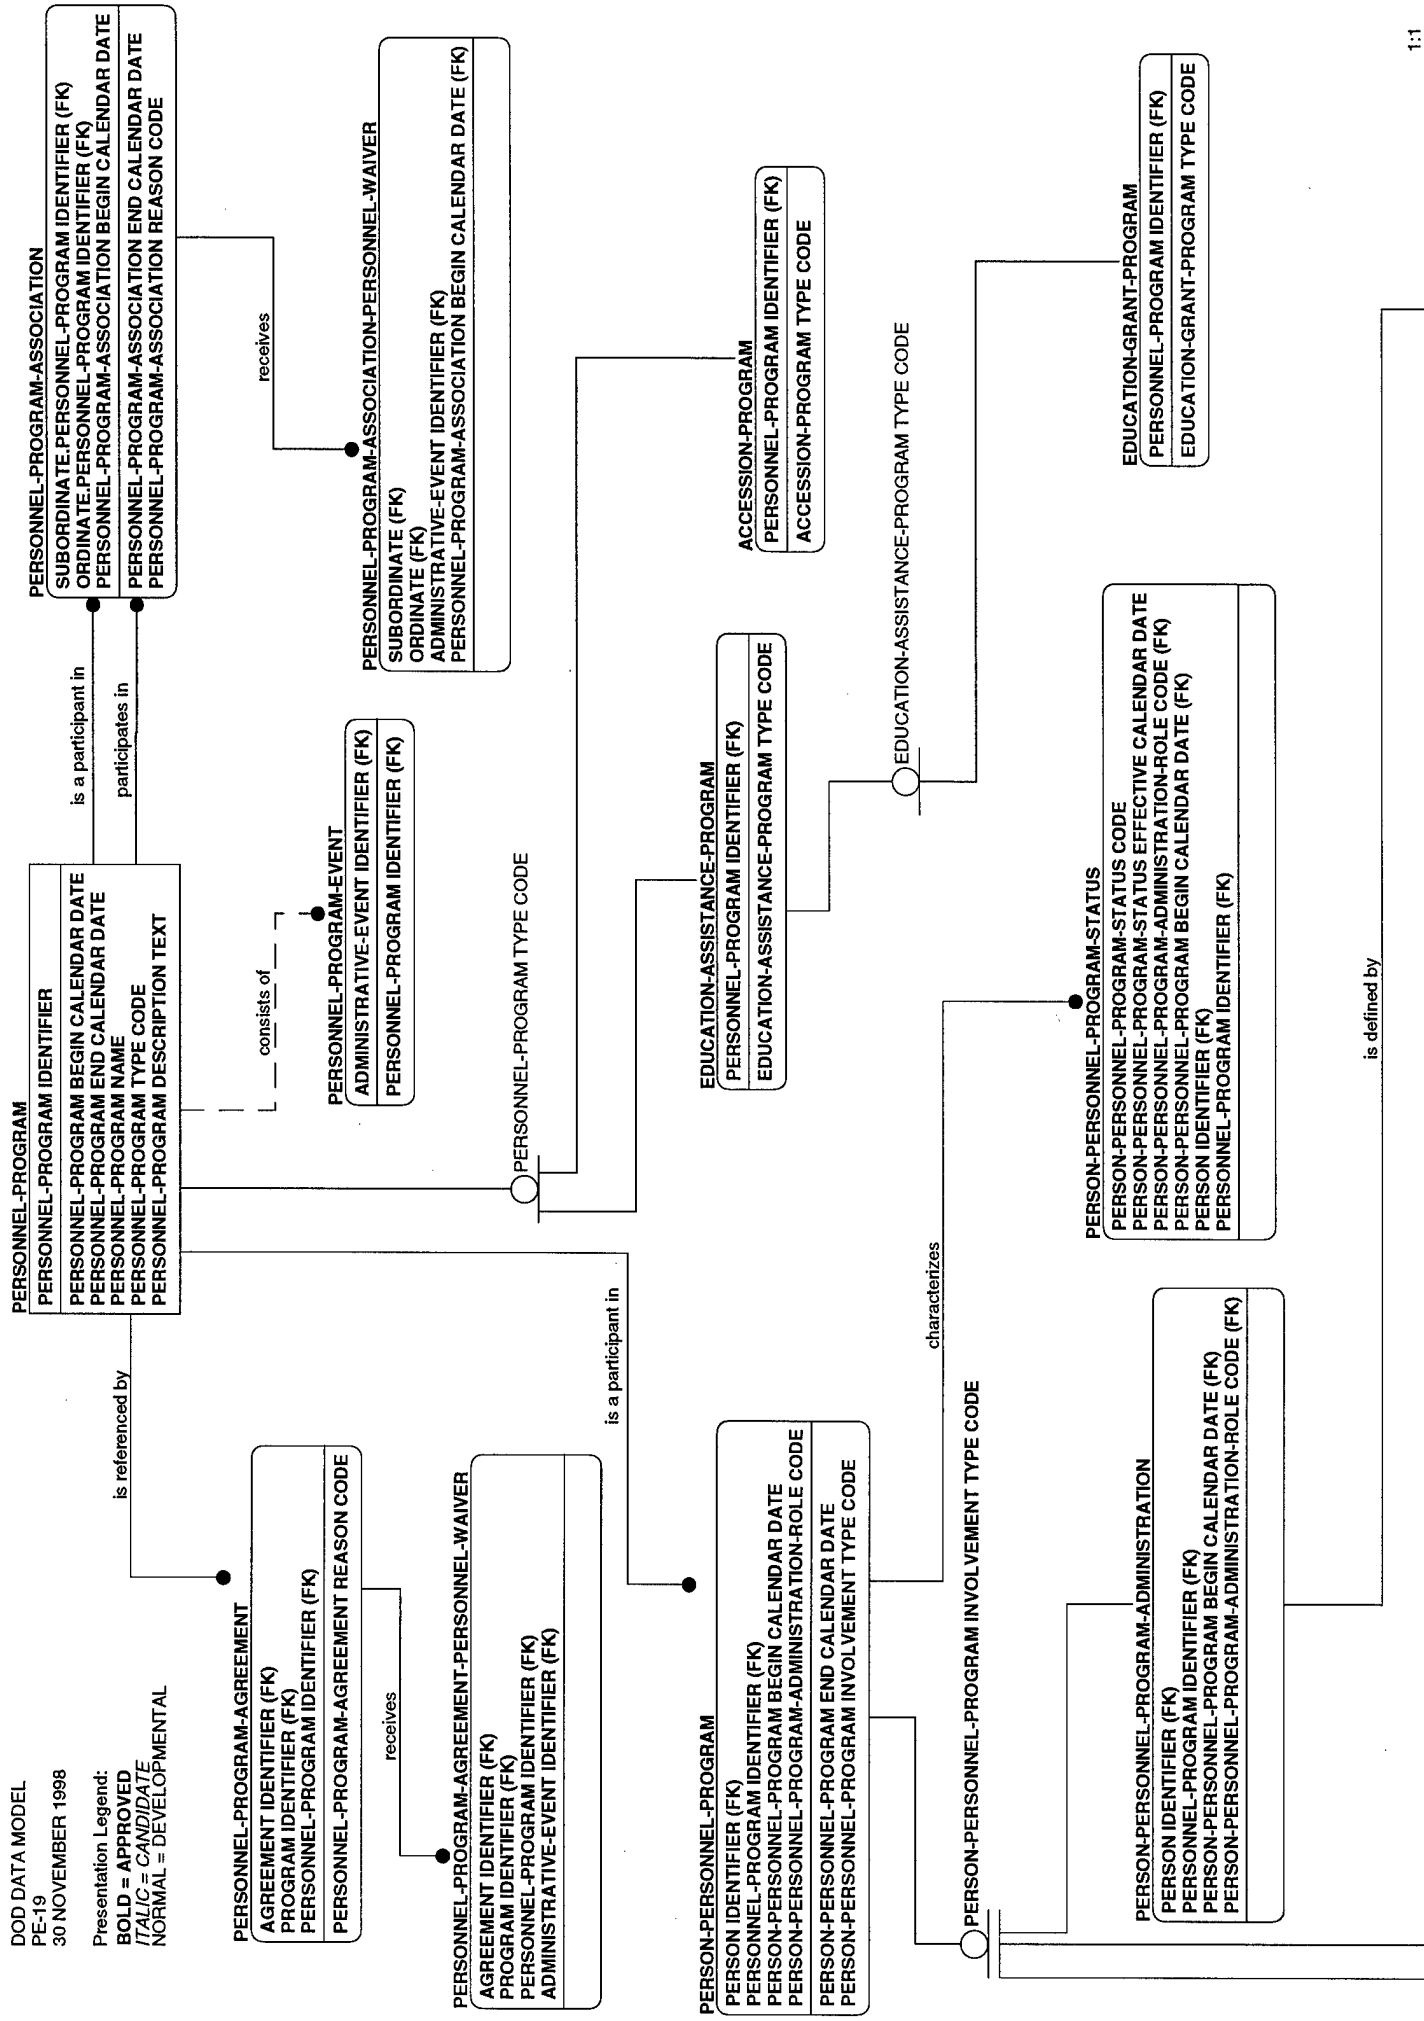 DOD DATA MODEL
PE-19
30 NOVEMBER 1998
Presentation Legend:
BOLD = APPROVED
ITALIC = CANDIDATE
NORMAL = DEVELOPMENTAL
PERSONNEL-PROGRAM
PERSONNEL-PROGRAM IDENTIFIER
PERSONNEL-PROGRAM BEGIN CALENDAR DATE
PERSONNEL-PROGRAM END CALENDAR DATE
PERSONNEL-PROGRAM NAME
PERSONNEL-PROGRAM TYPE CODE
PERSONNEL-PROGRAM DESCRIPTION TEXT
is a participant in
participates in
PERSONNEL-PROGRAM-ASSOCIATION
SUBORDINATE.PERSONNEL-PROGRAM IDENTIFIER (FK)
ORDINATE.PERSONNEL-PROGRAM IDENTIFIER (FK)
PERSONNEL-PROGRAM-ASSOCIATION BEGIN CALENDAR DATE
PERSONNEL-PROGRAM-ASSOCIATION END CALENDAR DATE
PERSONNEL-PROGRAM-ASSOCIATION REASON CODE
is referenced by
consists of
receives
PERSONNEL-PROGRAM-AGREEMENT
AGREEMENT IDENTIFIER (FK)
PROGRAM IDENTIFIER (FK)
PERSONNEL-PROGRAM IDENTIFIER (FK)
PERSONNEL-PROGRAM-AGREEMENT REASON CODE
PERSONNEL-PROGRAM-EVENT
ADMINISTRATIVE-EVENT IDENTIFIER (FK)
PERSONNEL-PROGRAM IDENTIFIER (FK)
PERSONNEL-PROGRAM-ASSOCIATION-PERSONNEL-WAIVER
SUBORDINATE (FK)
ORDINATE (FK)
ADMINISTRATIVE-EVENT IDENTIFIER (FK)
PERSONNEL-PROGRAM-ASSOCIATION BEGIN CALENDAR DATE (FK)
receives
PERSONNEL-PROGRAM-AGREEMENT-PERSONNEL-WAIVER
AGREEMENT IDENTIFIER (FK)
PROGRAM IDENTIFIER (FK)
PERSONNEL-PROGRAM IDENTIFIER (FK)
ADMINISTRATIVE-EVENT IDENTIFIER (FK)
PERSONNEL-PROGRAM TYPE CODE
is a participant in
PERSON-PERSONNEL-PROGRAM
PERSON IDENTIFIER (FK)
PERSONNEL-PROGRAM IDENTIFIER (FK)
PERSON-PERSONNEL-PROGRAM BEGIN CALENDAR DATE
PERSON-PERSONNEL-PROGRAM-ADMINISTRATION-ROLE CODE
PERSON-PERSONNEL-PROGRAM END CALENDAR DATE
PERSON-PERSONNEL-PROGRAM INVOLVEMENT TYPE CODE
EDUCATION-ASSISTANCE-PROGRAM
PERSONNEL-PROGRAM IDENTIFIER (FK)
EDUCATION-ASSISTANCE-PROGRAM TYPE CODE
ACCESSION-PROGRAM
PERSONNEL-PROGRAM IDENTIFIER (FK)
ACCESSION-PROGRAM TYPE CODE
EDUCATION-ASSISTANCE-PROGRAM TYPE CODE
characterizes
PERSON-PERSONNEL-PROGRAM INVOLVEMENT TYPE CODE
PERSON-PERSONNEL-PROGRAM-STATUS
PERSON-PERSONNEL-PROGRAM-STATUS CODE
PERSON-PERSONNEL-PROGRAM-STATUS EFFECTIVE CALENDAR DATE
PERSON-PERSONNEL-PROGRAM-ADMINISTRATION-ROLE CODE (FK)
PERSON-PERSONNEL-PROGRAM BEGIN CALENDAR DATE (FK)
PERSON IDENTIFIER (FK)
PERSONNEL-PROGRAM IDENTIFIER (FK)
EDUCATION-GRANT-PROGRAM
PERSONNEL-PROGRAM IDENTIFIER (FK)
EDUCATION-GRANT-PROGRAM TYPE CODE
PERSON-PERSONNEL-PROGRAM-ADMINISTRATION
PERSON IDENTIFIER (FK)
PERSONNEL-PROGRAM IDENTIFIER (FK)
PERSON-PERSONNEL-PROGRAM BEGIN CALENDAR DATE (FK)
PERSON-PERSONNEL-PROGRAM-ADMINISTRATION-ROLE CODE (FK)
is defined by
1:1